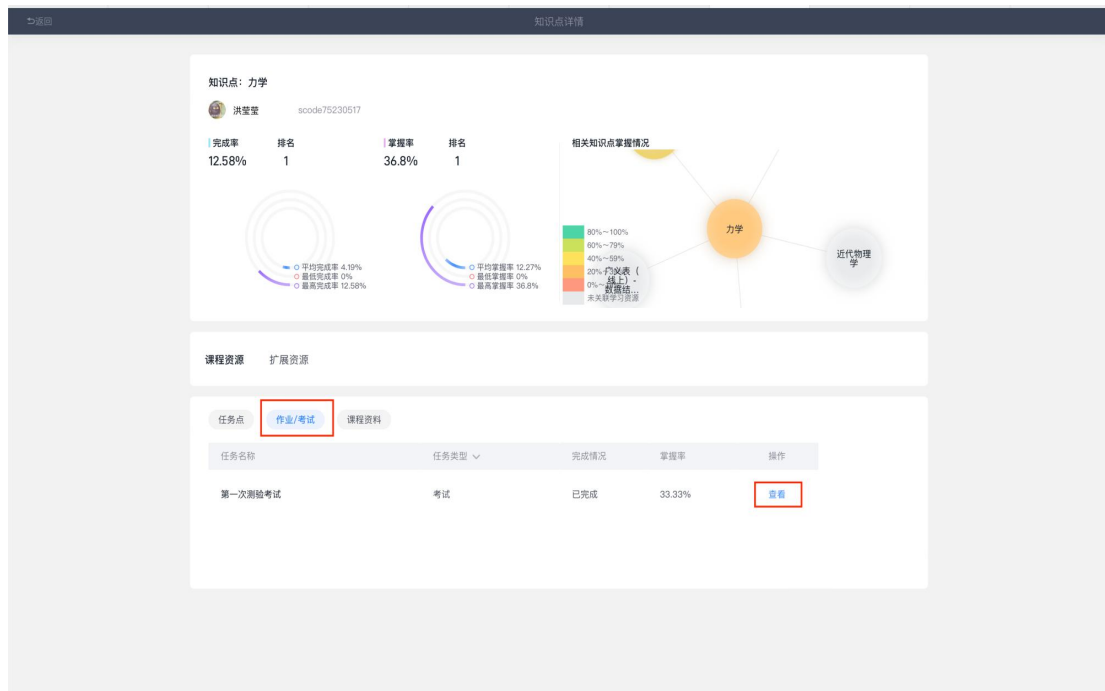 返回
知识点详情
知识点：力学
洪莹莹 scode75230517
完成率 排名
12.58% 1
掌握率 排名
36.8% 1
平均完成率 4.19%
最低完成率 0%
最高完成率 12.58%
平均掌握率 12.27%
最低掌握率 0%
最高掌握率 36.8%
相关知识点掌握情况
80%～100%
60%～79%
40%～59%
20%～
0%～
未关联学习资源
力学
近代物理
学
广义表（
线上）-
数据结...
课程资源 扩展资源
任务点 作业/考试 课程资料
任务名称 任务类型 完成情况 掌握率 操作
第一次测验考试 考试 已完成 33.33% 查看